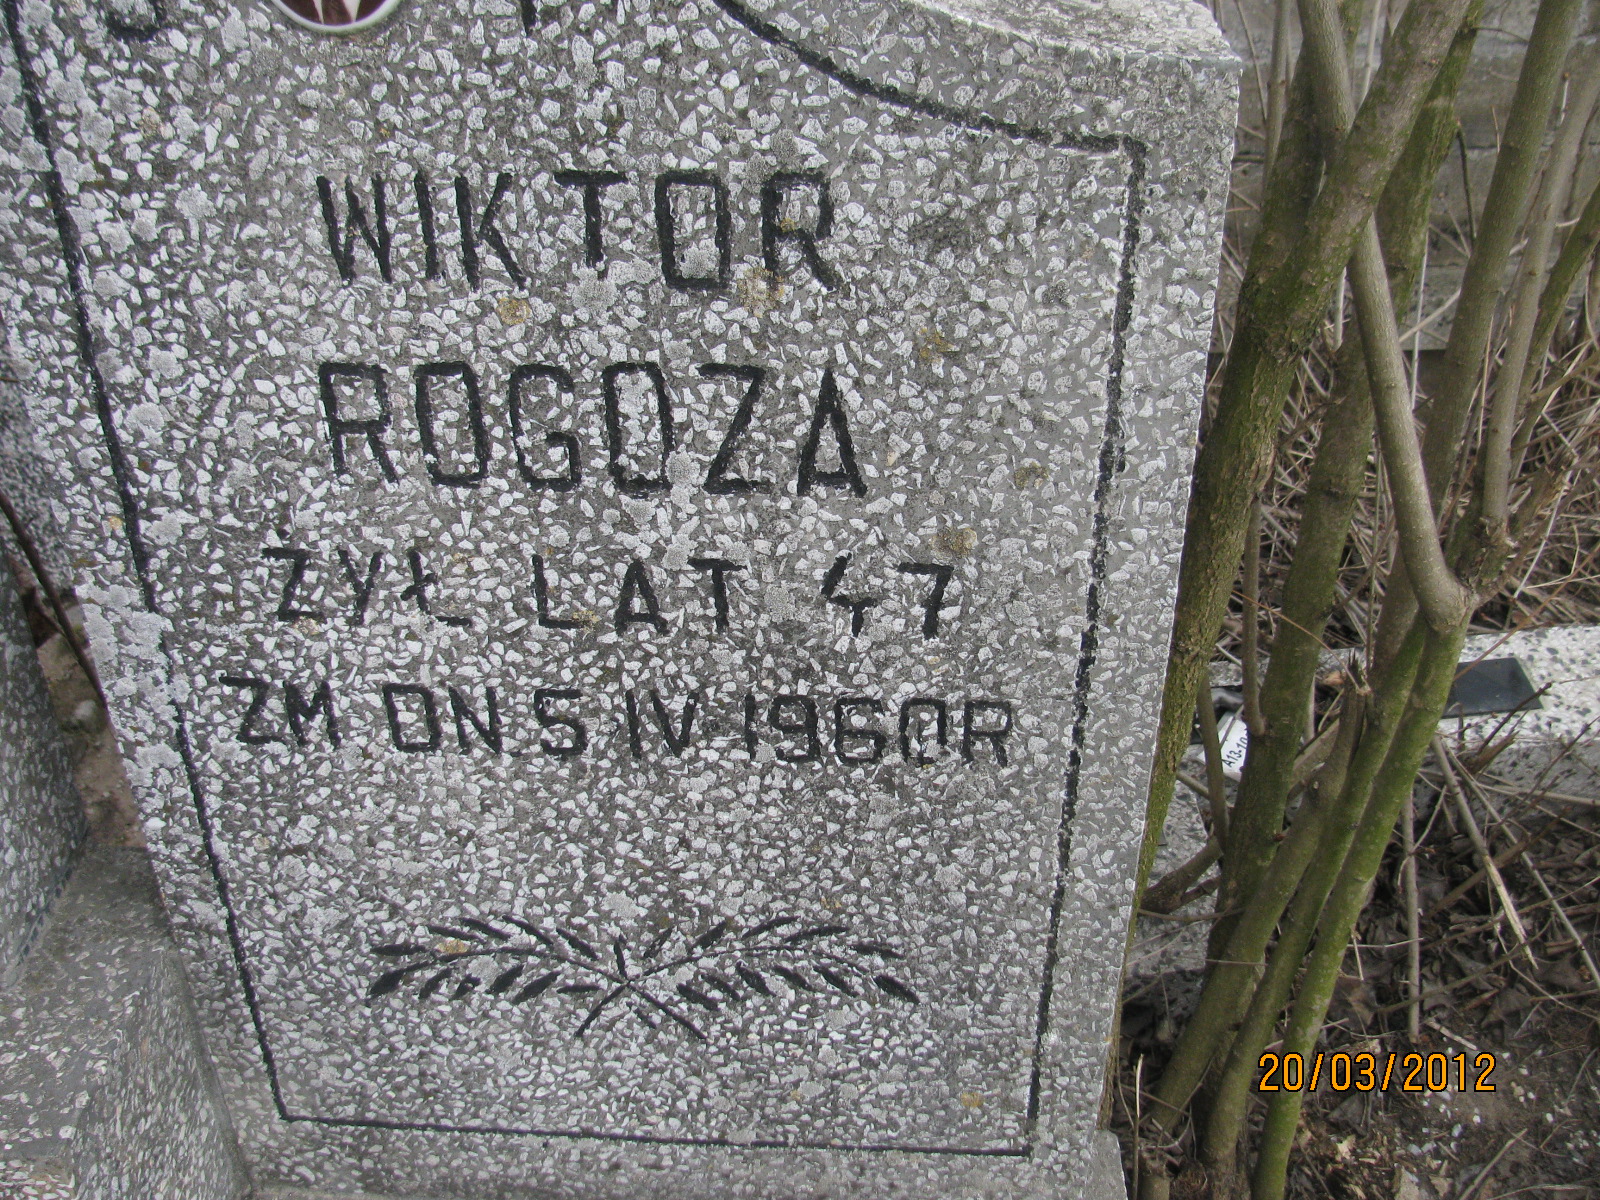 WIKTOR
ROGOZA
ZYŁ LAT 47
ZM DN 5 IV 1960R
20/03/2012